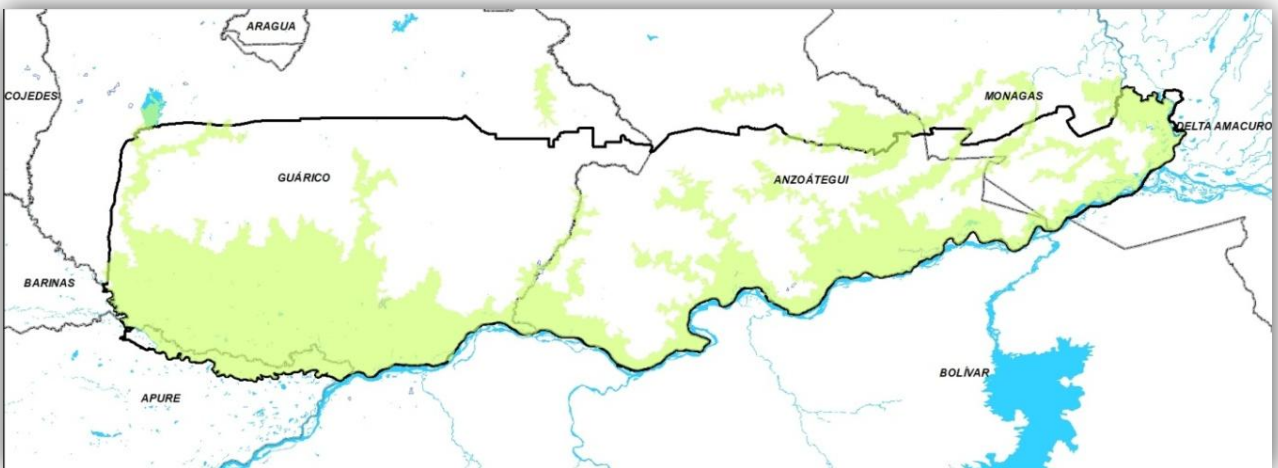 ARAGUA
COJEDES
MONAGAS
DELTA AMACURO
GUÁRICO
ANZOÁTEGUI
BARINAS
BOLÍVAR
APURE